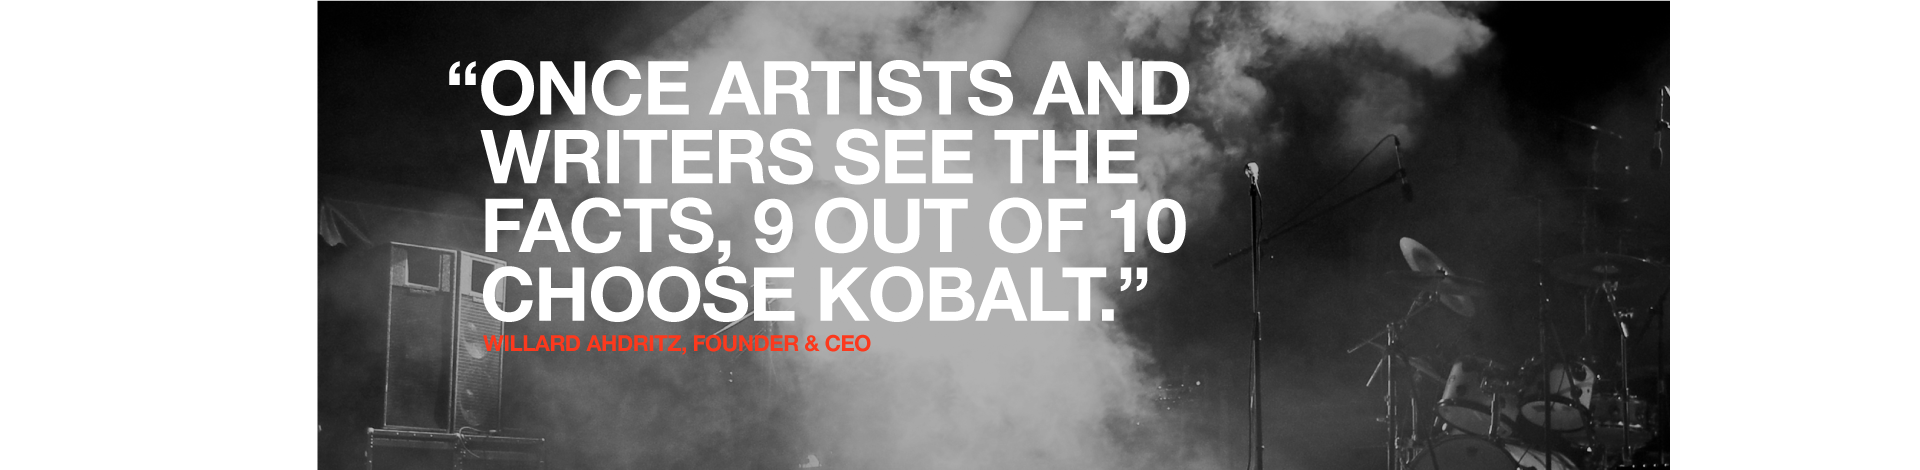 “ONCE ARTISTS AND
WRITERS SEE THE
FACTS, 9 OUT OF 10
CHOOSE KOBALT.”
WILLARD AHDRITZ, FOUNDER & CEO